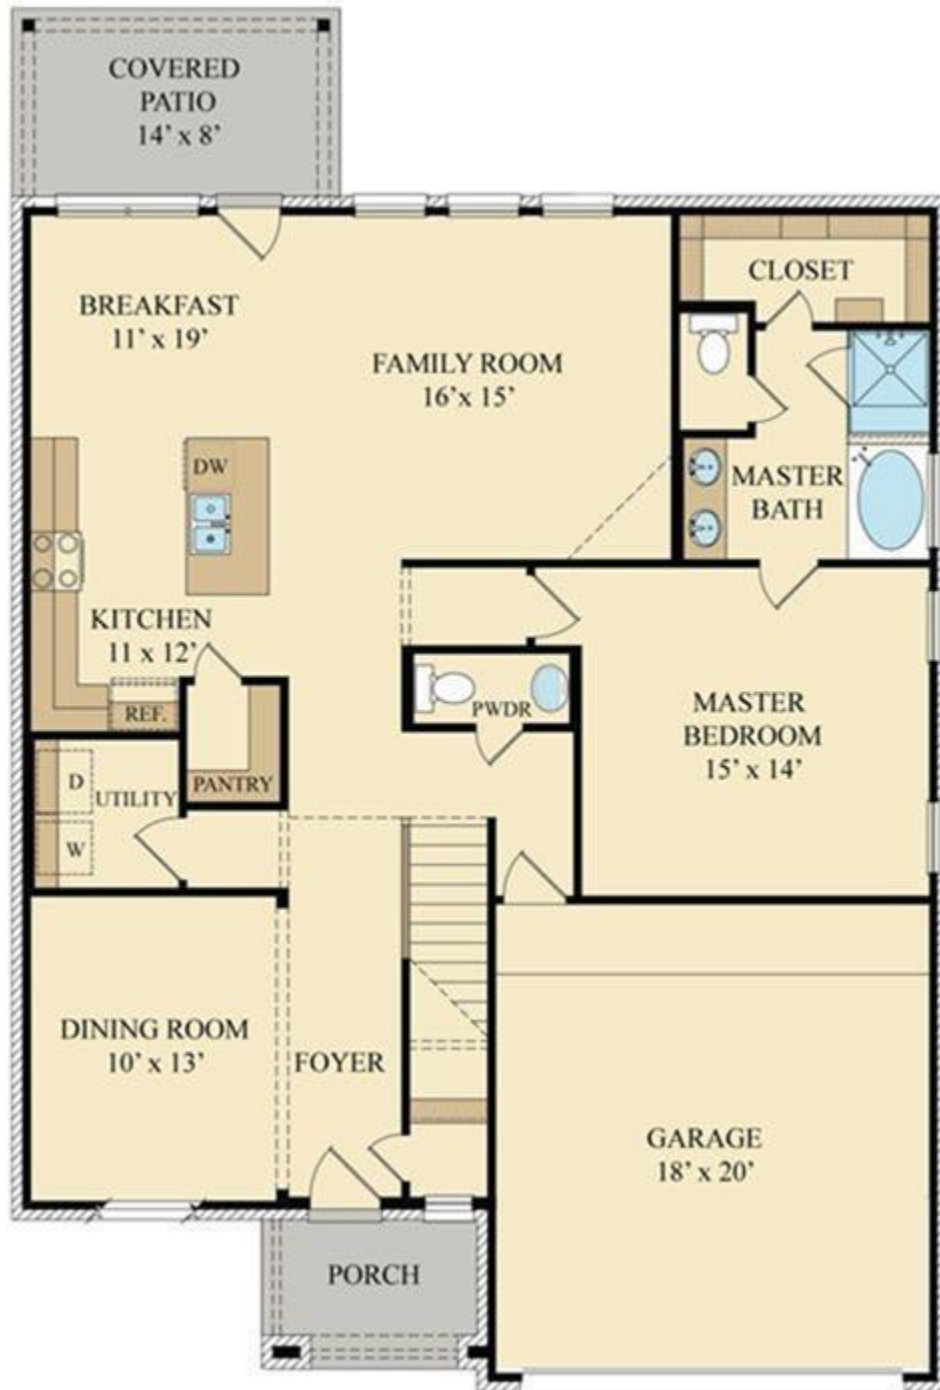 COVERED
PATIO
14' x 8'
BREAKFAST
11' x 19'
FAMILY ROOM
16'x 15'
CLOSET
DW
MASTER
BATH
KITCHEN
11 x 12'
REF.
PWDR
MASTER
BEDROOM
15' x 14'
D
UTILITY
W
PANTRY
DINING ROOM
10' x 13'
FOYER
GARAGE
18' x 20'
PORCH